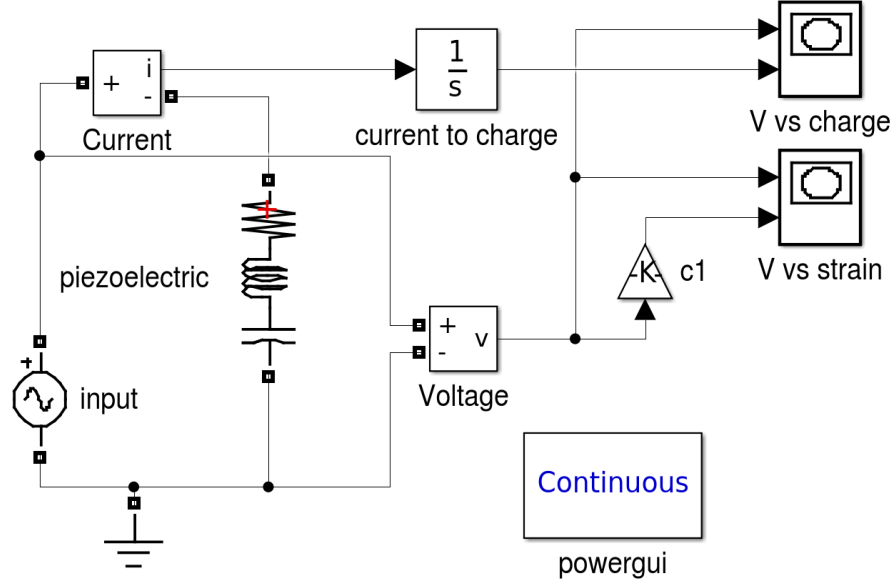 + i
-
Current
1
s
current to charge
V vs charge
piezoelectric
-K-
c1
V vs strain
+
input
+
v
-
Voltage
Continuous
powergui